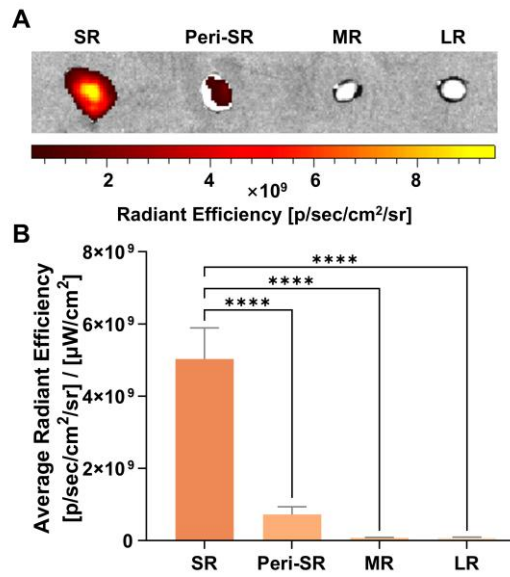 A
SR Peri-SR MR LR
2 4 6 8
×10⁹
Radiant Efficiency [p/sec/cm²/sr]
B
Average Radiant Efficiency
[p/sec/cm²/sr] / [µW/cm²]
8×10⁹
6×10⁹
4×10⁹
2×10⁹
0
****
****
****
SR Peri-SR MR LR